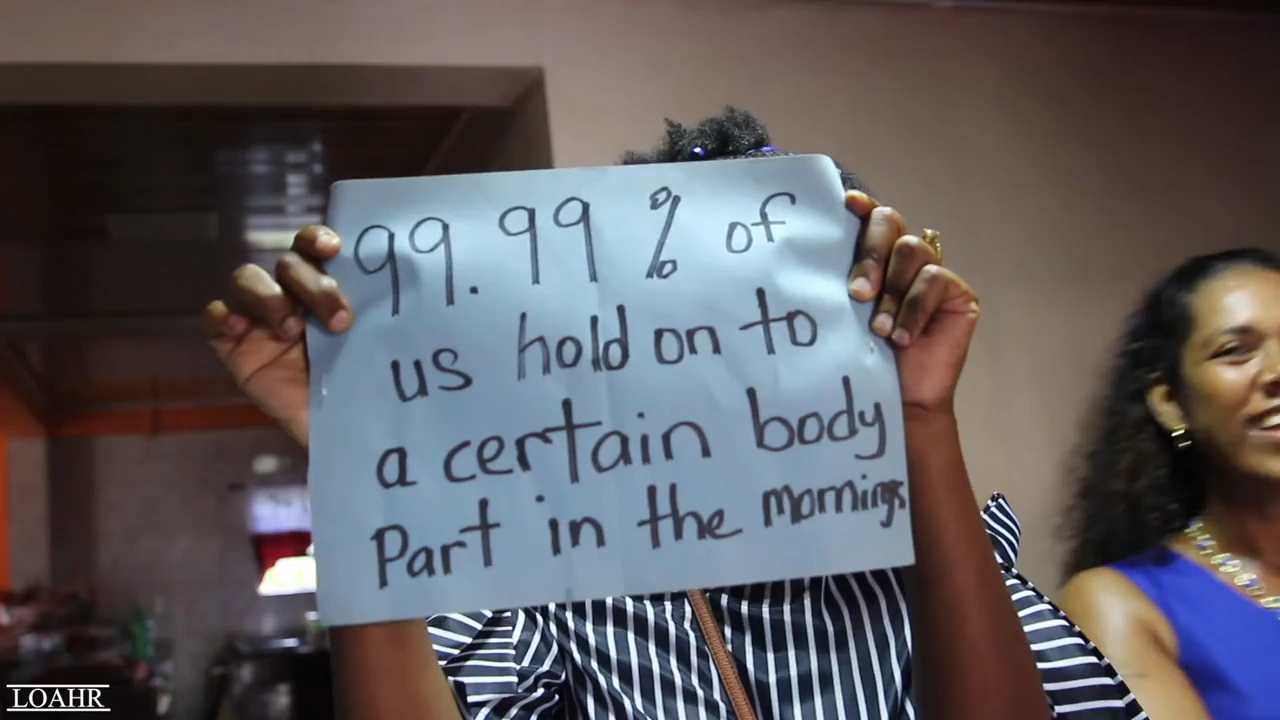 99.99 % of
us hold on to
a certain body
Part in the mornings
LOAHR